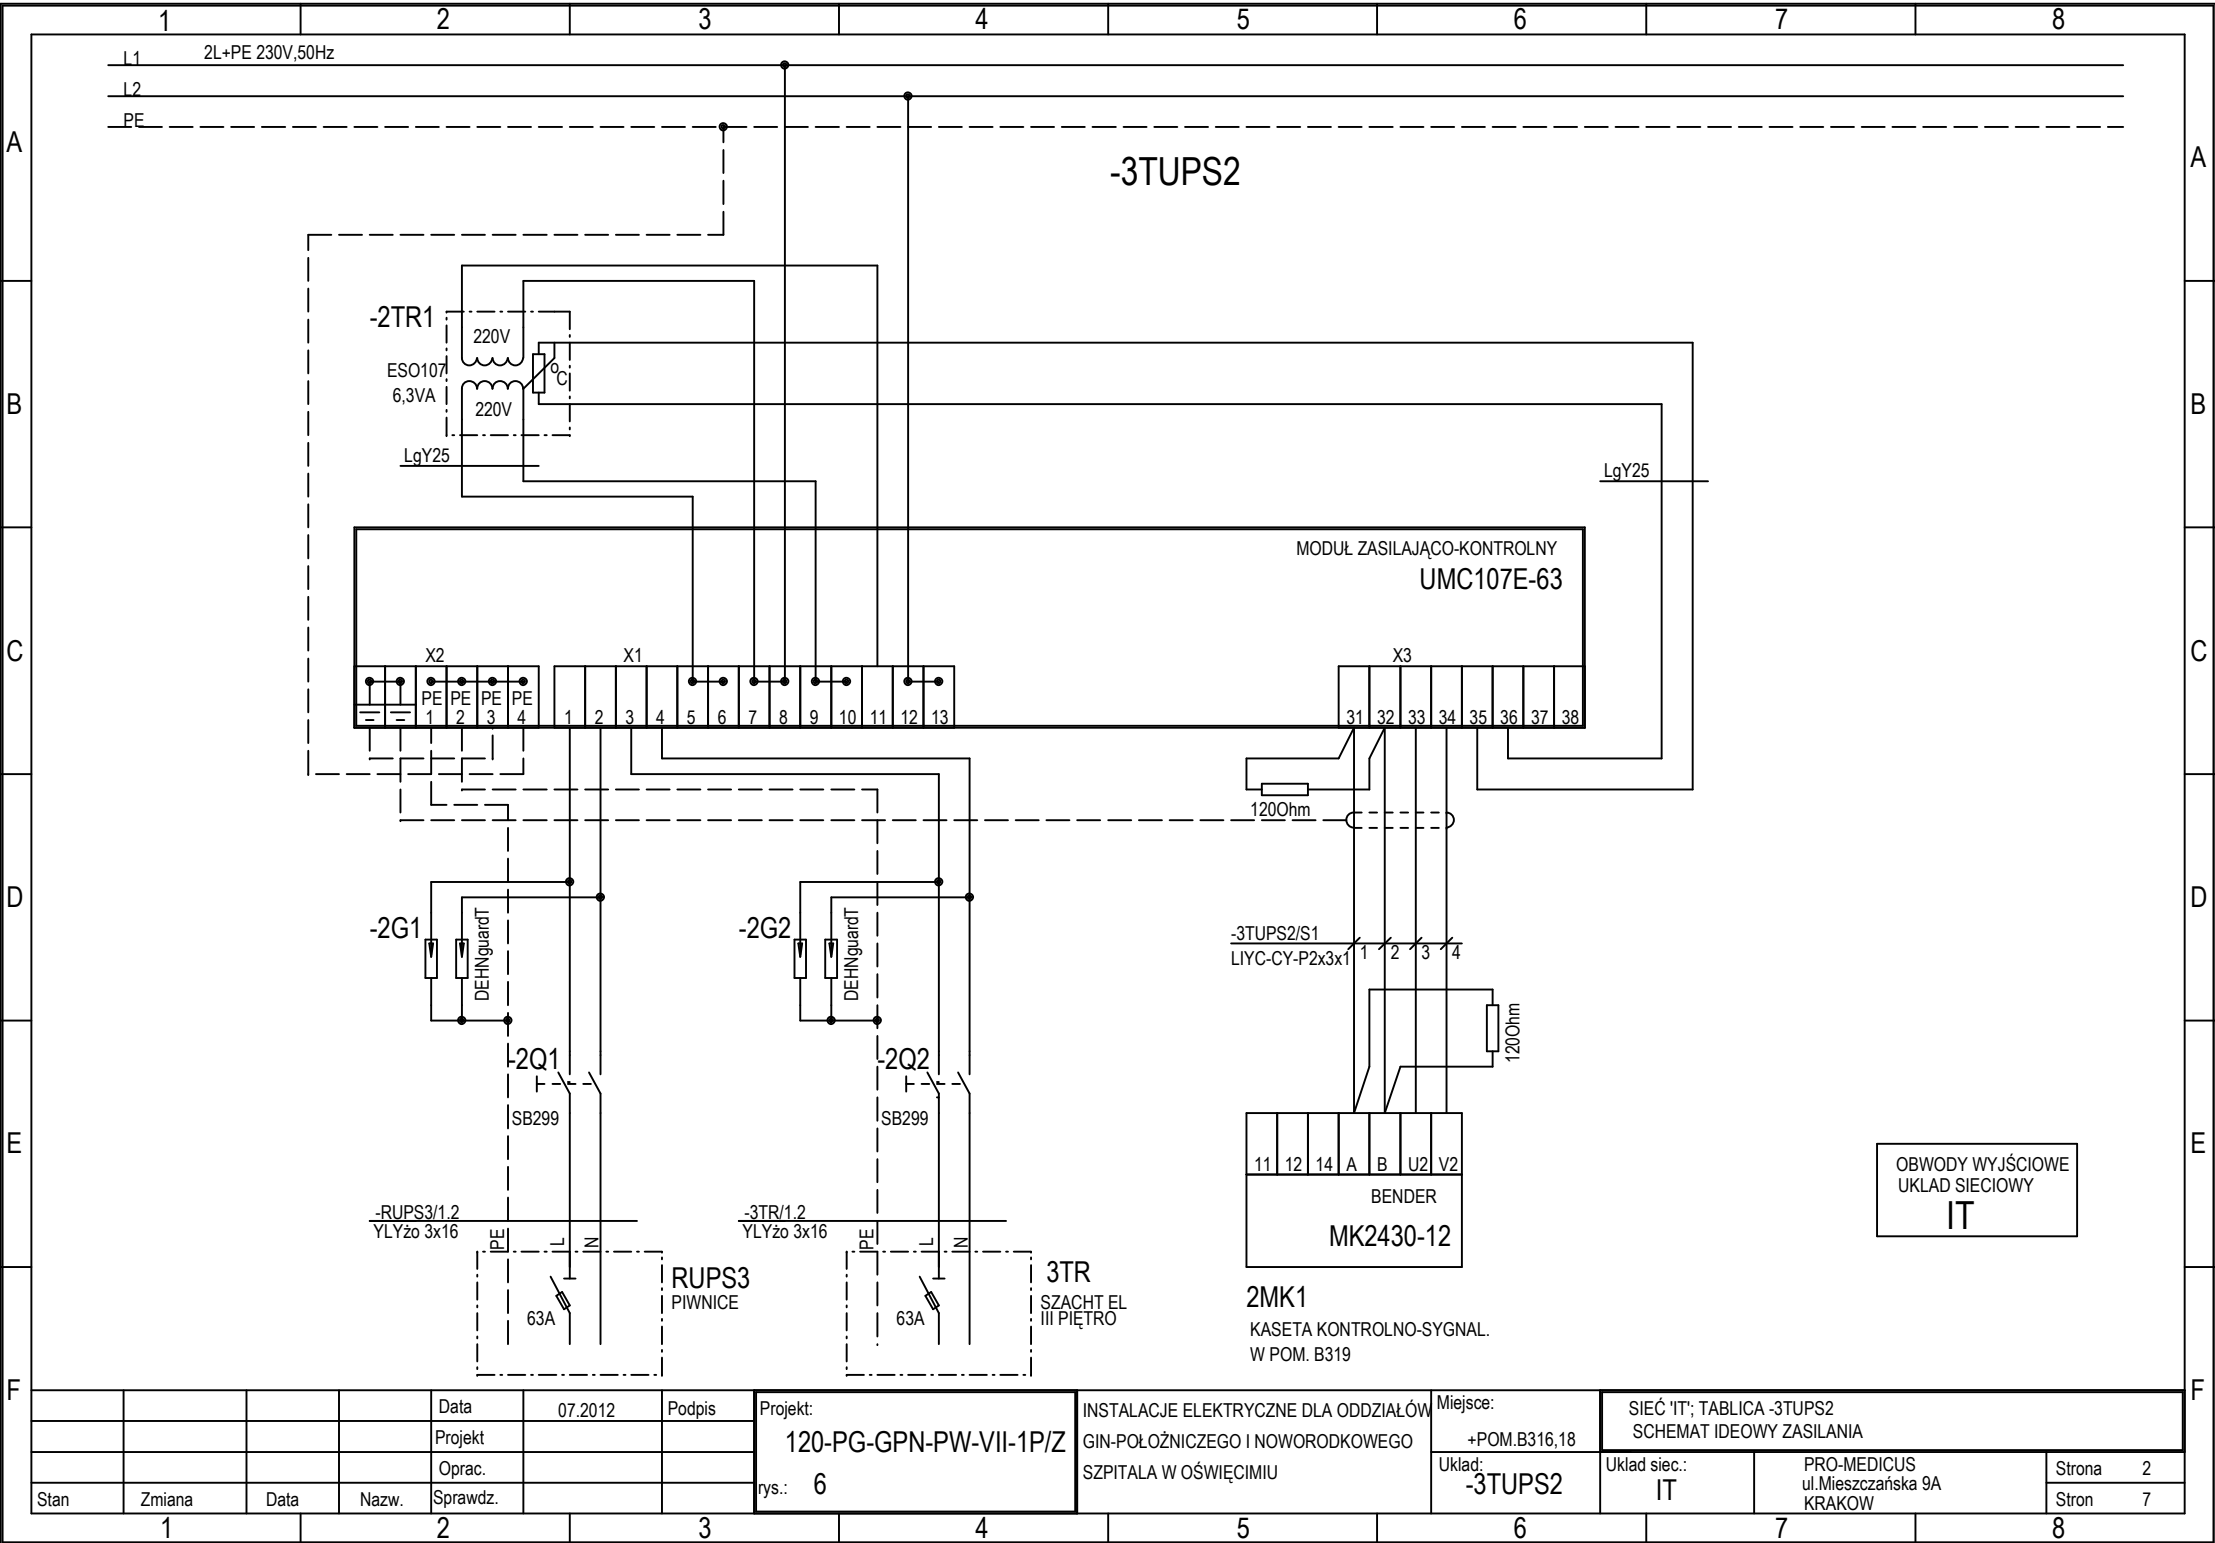 1 2 3 4 5 6 7 8
L1 2L+PE 230V,50Hz
L2
PE
A A
-3TUPS2
-2TR1
220V
ESO107
6,3VA
°C
220V
B B
LgY25
LgY25
MODUŁ ZASILAJĄCO-KONTROLNY
UMC107E-63
C C
X2 X1 X3
PE PE PE PE
1 2 3 4 1 2 3 4 5 6 7 8 9 10 11 12 13 31 32 33 34 35 36 37 38
120Ohm
D D
-2G1
DEHNguardT
-2G2
DEHNguardT
-3TUPS2/S1
LIYC-CY-P2x3x1 1 2 3 4
120Ohm
-2Q1
SB299
-2Q2
SB299
E E
11 12 14 A B U2 V2
BENDER
MK2430-12
OBWODY WYJŚCIOWE
UKLAD SIECIOWY
IT
-RUPS3/1.2
YLYżo 3x16
PE L N
-3TR/1.2
YLYżo 3x16
PE L N
RUPS3
PIWNICE
63A
3TR
SZACHT EL
III PIĘTRO
63A
2MK1
KASETA KONTROLNO-SYGNAL.
W POM. B319
F F
Data 07.2012 Podpis
Projekt
Oprac.
Stan Zmiana Data Nazw. Sprawdz.
Projekt:
120-PG-GPN-PW-VII-1P/Z
rys.: 6
INSTALACJE ELEKTRYCZNE DLA ODDZIAŁÓW
GIN-POŁOŻNICZEGO I NOWORODKOWEGO
SZPITALA W OŚWIĘCIMIU
Miejsce:
+POM.B316,18
Uklad:
-3TUPS2
SIEĆ 'IT'; TABLICA -3TUPS2
SCHEMAT IDEOWY ZASILANIA
Uklad siec.:
IT
PRO-MEDICUS
ul.Mieszczańska 9A
KRAKOW
Strona 2
Stron 7
1 2 3 4 5 6 7 8